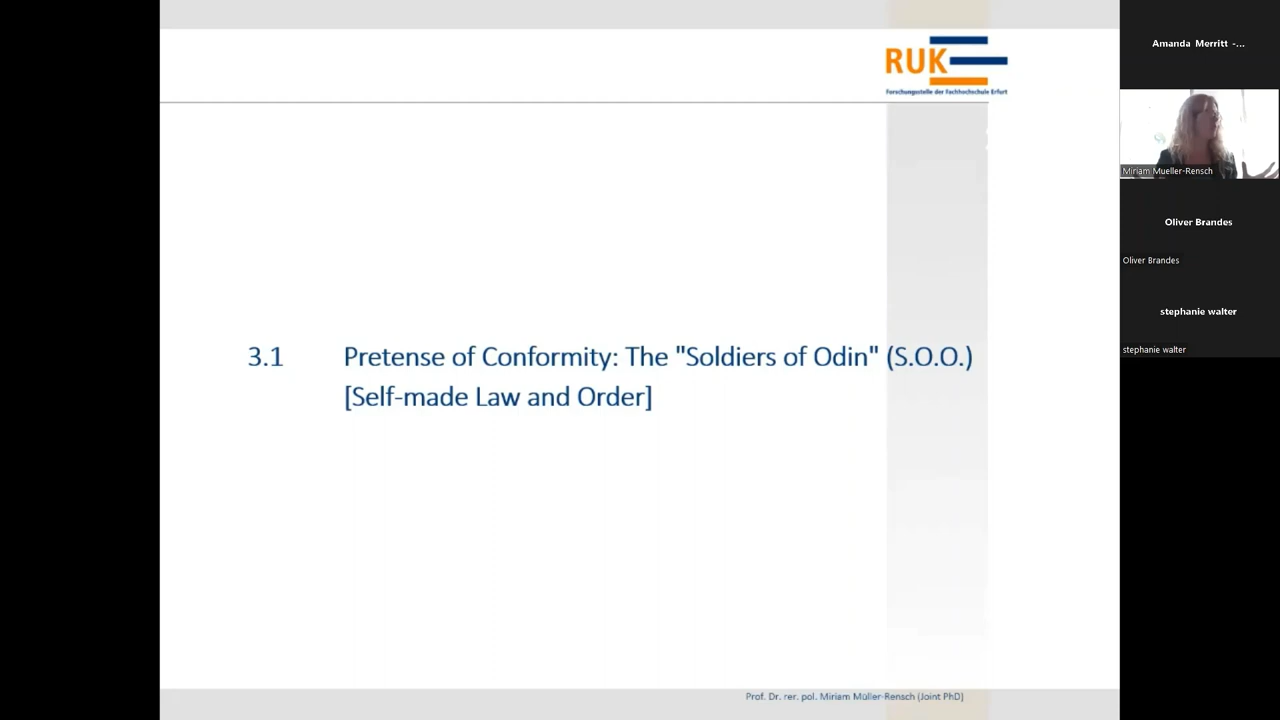 RUK
Forschungsstelle der Fachhochschule Erfurt
3.1 Pretense of Conformity: The "Soldiers of Odin" (S.O.O.)
[Self-made Law and Order]
Prof. Dr. rer. pol. Miriam Müller-Rensch (Joint PhD)
Amanda Merritt -...
Miriam Mueller-Rensch
Oliver Brandes
Oliver Brandes
stephanie walter
stephanie walter